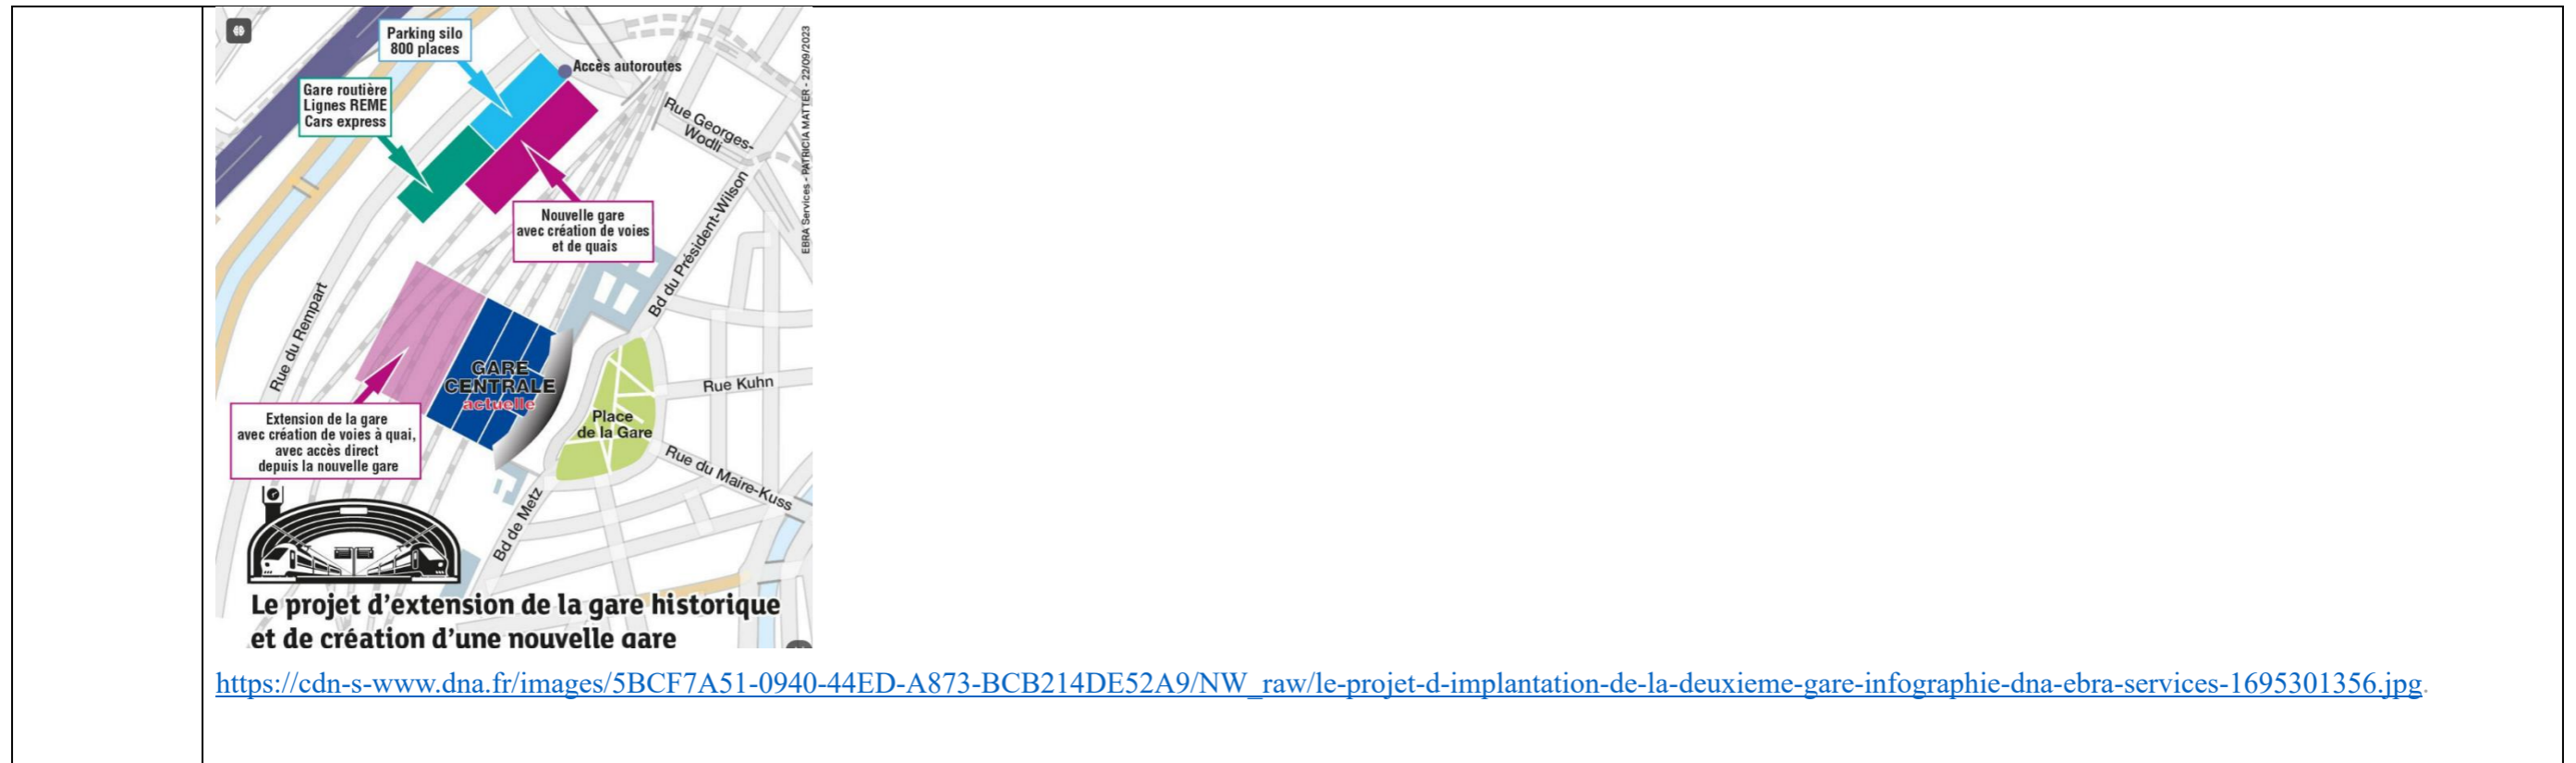 Parking silo
800 places
Accès autoroutes
Gare routière
Lignes REME
Cars express
EBRA Services - PATRICIA MATTER - 22/09/2023
Rue Georges-
Wodli
Nouvelle gare
avec création de voies
et de quais
Bd du Président-Wilson
Rue du Rempart
GARE
CENTRALE
actuelle
Rue Kuhn
Place
de la Gare
Extension de la gare
avec création de voies à quai,
avec accès direct
depuis la nouvelle gare
Rue du Maire-Kuss
Bd de Metz
Le projet d'extension de la gare historique
et de création d'une nouvelle gare
https://cdn-s-www.dna.fr/images/5BCF7A51-0940-44ED-A873-BCB214DE52A9/NW_raw/le-projet-d-implantation-de-la-deuxieme-gare-infographie-dna-ebra-services-1695301356.jpg.